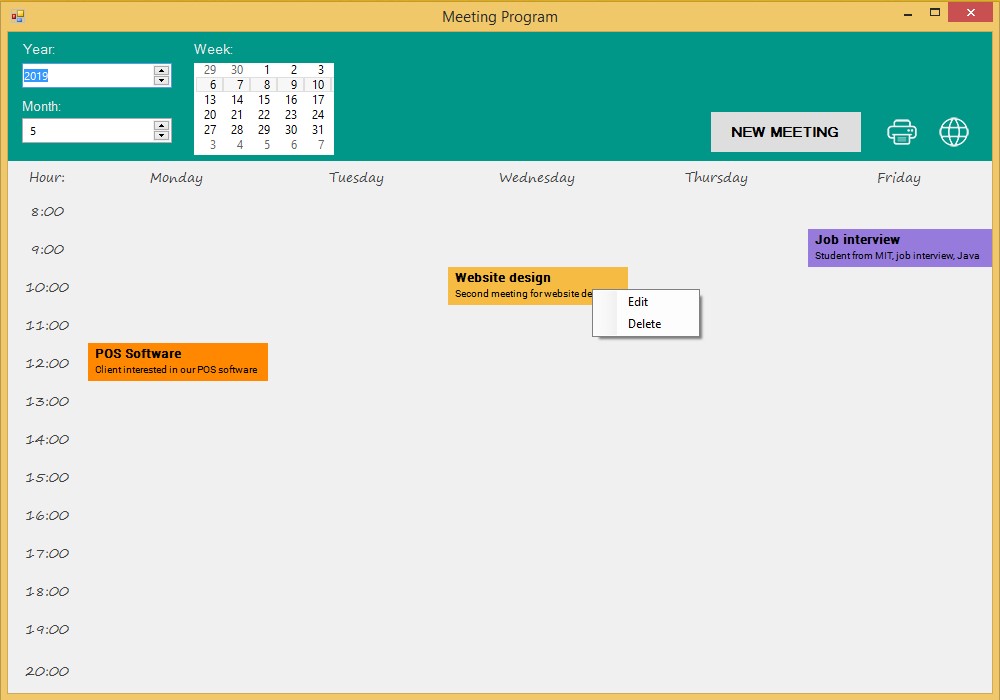 Meeting Program
Year:
2019
Month:
5
Week:
29 30 1 2 3
6 7 8 9 10
13 14 15 16 17
20 21 22 23 24
27 28 29 30 31
3 4 5 6 7
NEW MEETING
Hour: Monday Tuesday Wednesday Thursday Friday
8:00
9:00
Job interview
Student from MIT, job interview, Java
10:00
Website design
Second meeting for website de
Edit
Delete
11:00
12:00
POS Software
Client interested in our POS software
13:00
14:00
15:00
16:00
17:00
18:00
19:00
20:00